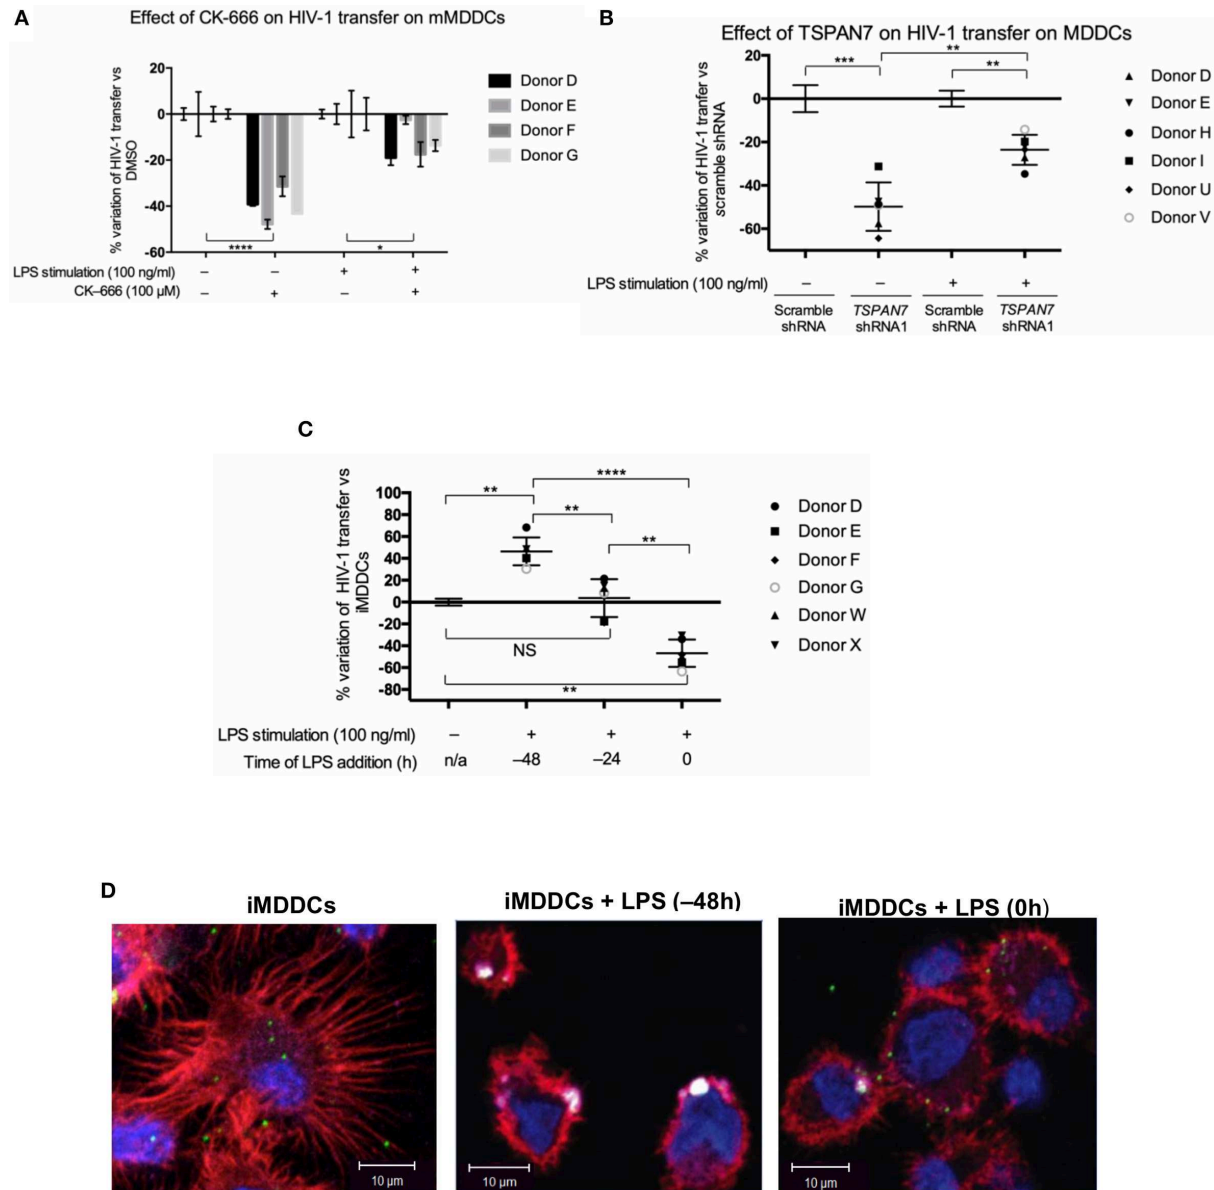 A
Effect of CK-666 on HIV-1 transfer on mMDDCs
% variation of HIV-1 transfer vs
DMSO
20
0
-20
-40
-60
****
*
Donor D
Donor E
Donor F
Donor G
LPS stimulation (100 ng/ml) – – + +
CK–666 (100 µM) – + – +
B
Effect of TSPAN7 on HIV-1 transfer on MDDCs
% variation of HIV-1 tranfer vs
scramble shRNA
20
0
-20
-40
-60
**
***
**
Donor D
Donor E
Donor H
Donor I
Donor U
Donor V
LPS stimulation (100 ng/ml) – – + +
Scramble shRNA
TSPAN7 shRNA1
Scramble shRNA
TSPAN7 shRNA1
C
% variation of HIV-1 transfer vs
iMDDCs
100
80
60
40
20
0
-20
-40
-60
-80
****
**
**
**
NS
**
Donor D
Donor E
Donor F
Donor G
Donor W
Donor X
LPS stimulation (100 ng/ml) – + + +
Time of LPS addition (h) n/a –48 –24 0
D
iMDDCs
iMDDCs + LPS (–48h)
iMDDCs + LPS (0h)
10 µm
10 µm
10 µm